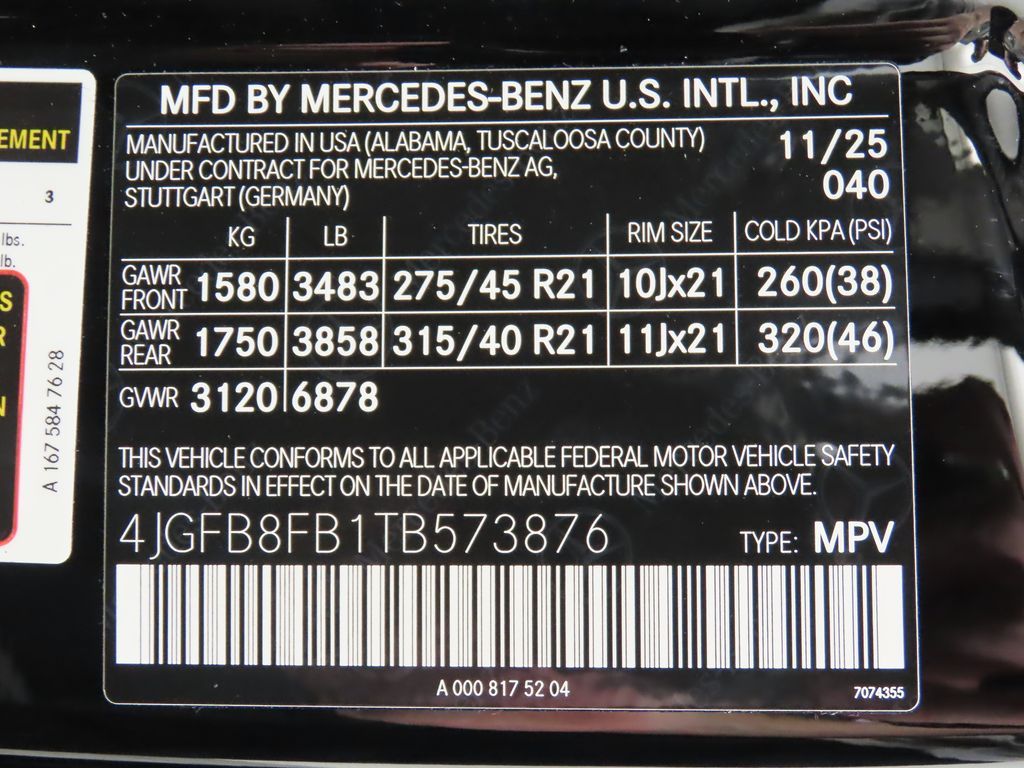 MFD BY MERCEDES-BENZ U.S. INTL., INC
MANUFACTURED IN USA (ALABAMA, TUSCALOOSA COUNTY) 11/25
UNDER CONTRACT FOR MERCEDES-BENZ AG, 040
STUTTGART (GERMANY)
KG LB TIRES RIM SIZE COLD KPA (PSI)
GAWR FRONT 1580 3483 275/45 R21 10Jx21 260(38)
GAWR REAR 1750 3858 315/40 R21 11Jx21 320(46)
GVWR 3120 6878
THIS VEHICLE CONFORMS TO ALL APPLICABLE FEDERAL MOTOR VEHICLE SAFETY
STANDARDS IN EFFECT ON THE DATE OF MANUFACTURE SHOWN ABOVE.
4JGFB8FB1TB573876 TYPE: MPV
A 000 817 52 04 7074355
EMENT
3
lbs.
lb.
S
R
N
A 167 584 76 28